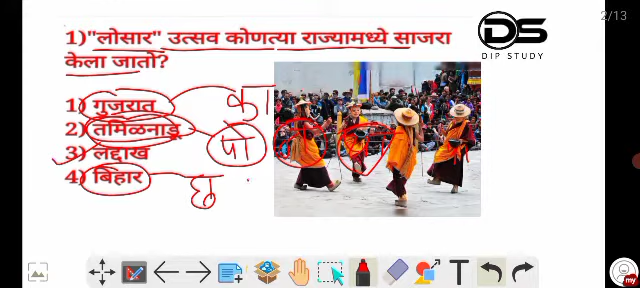 2/13
1)"लोसार" उत्सव कोणत्या राज्यामध्ये साजरा
केला जातो?
DS
DIP STUDY
1) गुजरात
का
2) तमिळनाडू
पो
3) लद्दाख
4) बिहार
छ
T
my